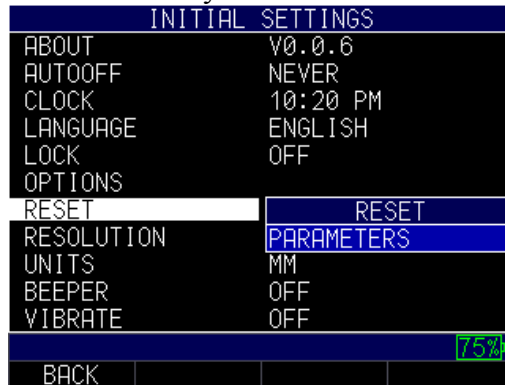 INITIAL SETTINGS
ABOUT V0.0.6
AUTOOFF NEVER
CLOCK 10:20 PM
LANGUAGE ENGLISH
LOCK OFF
OPTIONS
RESET RESET
RESOLUTION PARAMETERS
UNITS MM
BEEPER OFF
VIBRATE OFF
75%
BACK